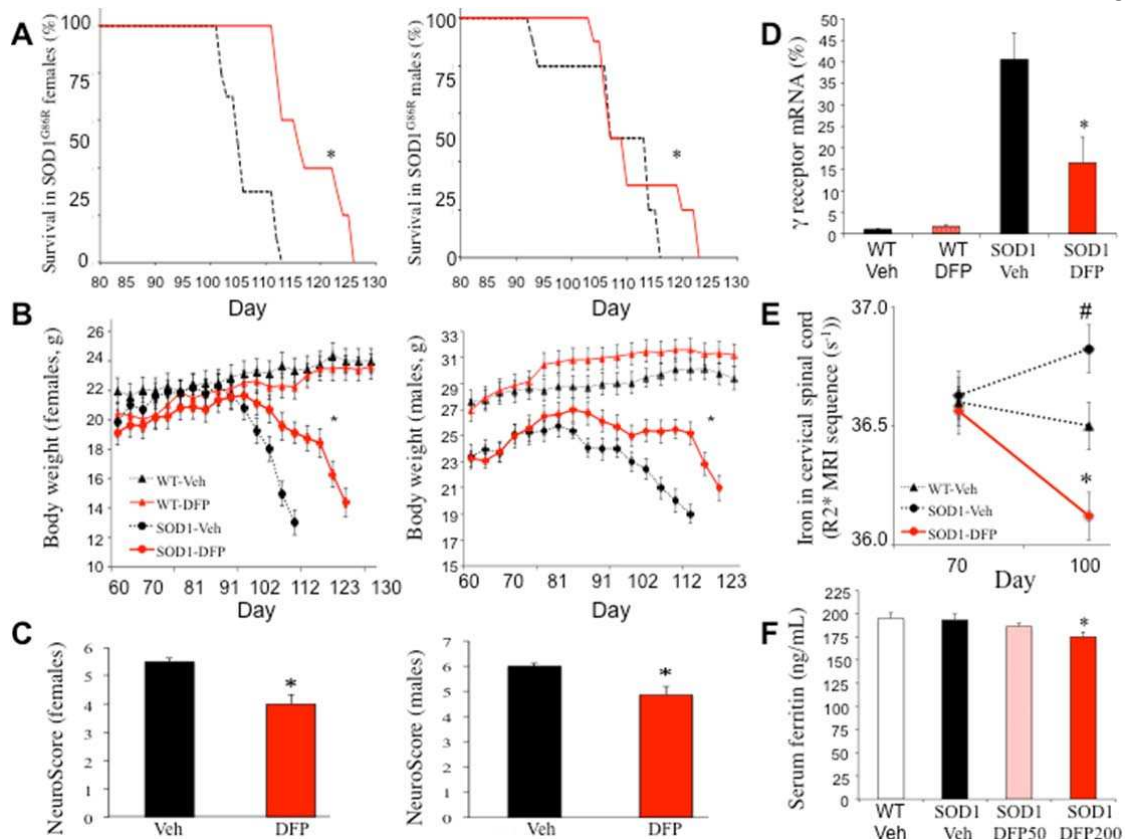 A
Survival in SOD1G86R females (%)
100
75
50
25
0
80 85 90 95 100 105 110 115 120 125 130
Day
Survival in SOD1G86R males (%)
100
75
50
25
0
80 85 90 95 100 105 110 115 120 125 130
Day
*
*
B
Body weight (females, g)
26
24
22
20
18
16
14
12
10
WT-Veh
WT-DFP
SOD1-Veh
SOD1-DFP
*
60 70 81 91 102 112 123 130
Day
Body weight (males, g)
33
31
29
27
25
23
21
19
17
15
*
60 70 81 91 102 112 123
Day
C
NeuroScore (females)
6
5
4
3
2
1
0
*
Veh DFP
NeuroScore (males)
7
6
5
4
3
2
1
0
*
Veh DFP
D
γ receptor mRNA (%)
50
45
40
35
30
25
20
15
10
5
0
*
WT Veh
WT DFP
SOD1 Veh
SOD1 DFP
E
Iron in cervical spinal cord
(R2* MRI sequence (s-1))
37.0
36.5
36.0
#
*
WT-Veh
SOD1-Veh
SOD1-DFP
70 Day 100
F
Serum ferritin (ng/mL)
225
200
175
150
125
100
75
50
25
0
*
WT Veh
SOD1 Veh
SOD1 DFP50
SOD1 DFP200